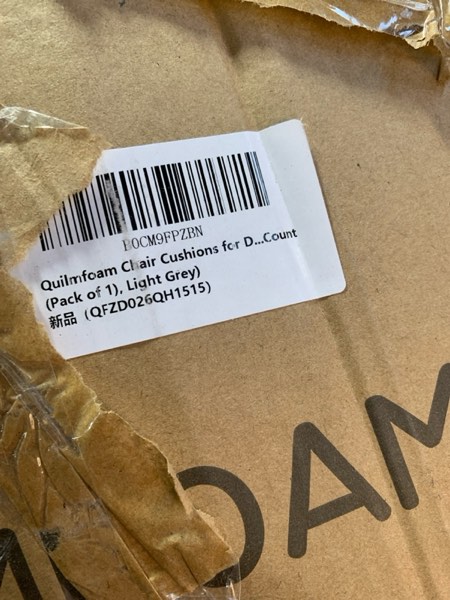 B0CM9FPZBN
Quilmfoam Chair Cushions for D...Count
(Pack of 1), Light Grey)
新品 (QFZD026QH1515)
OAM